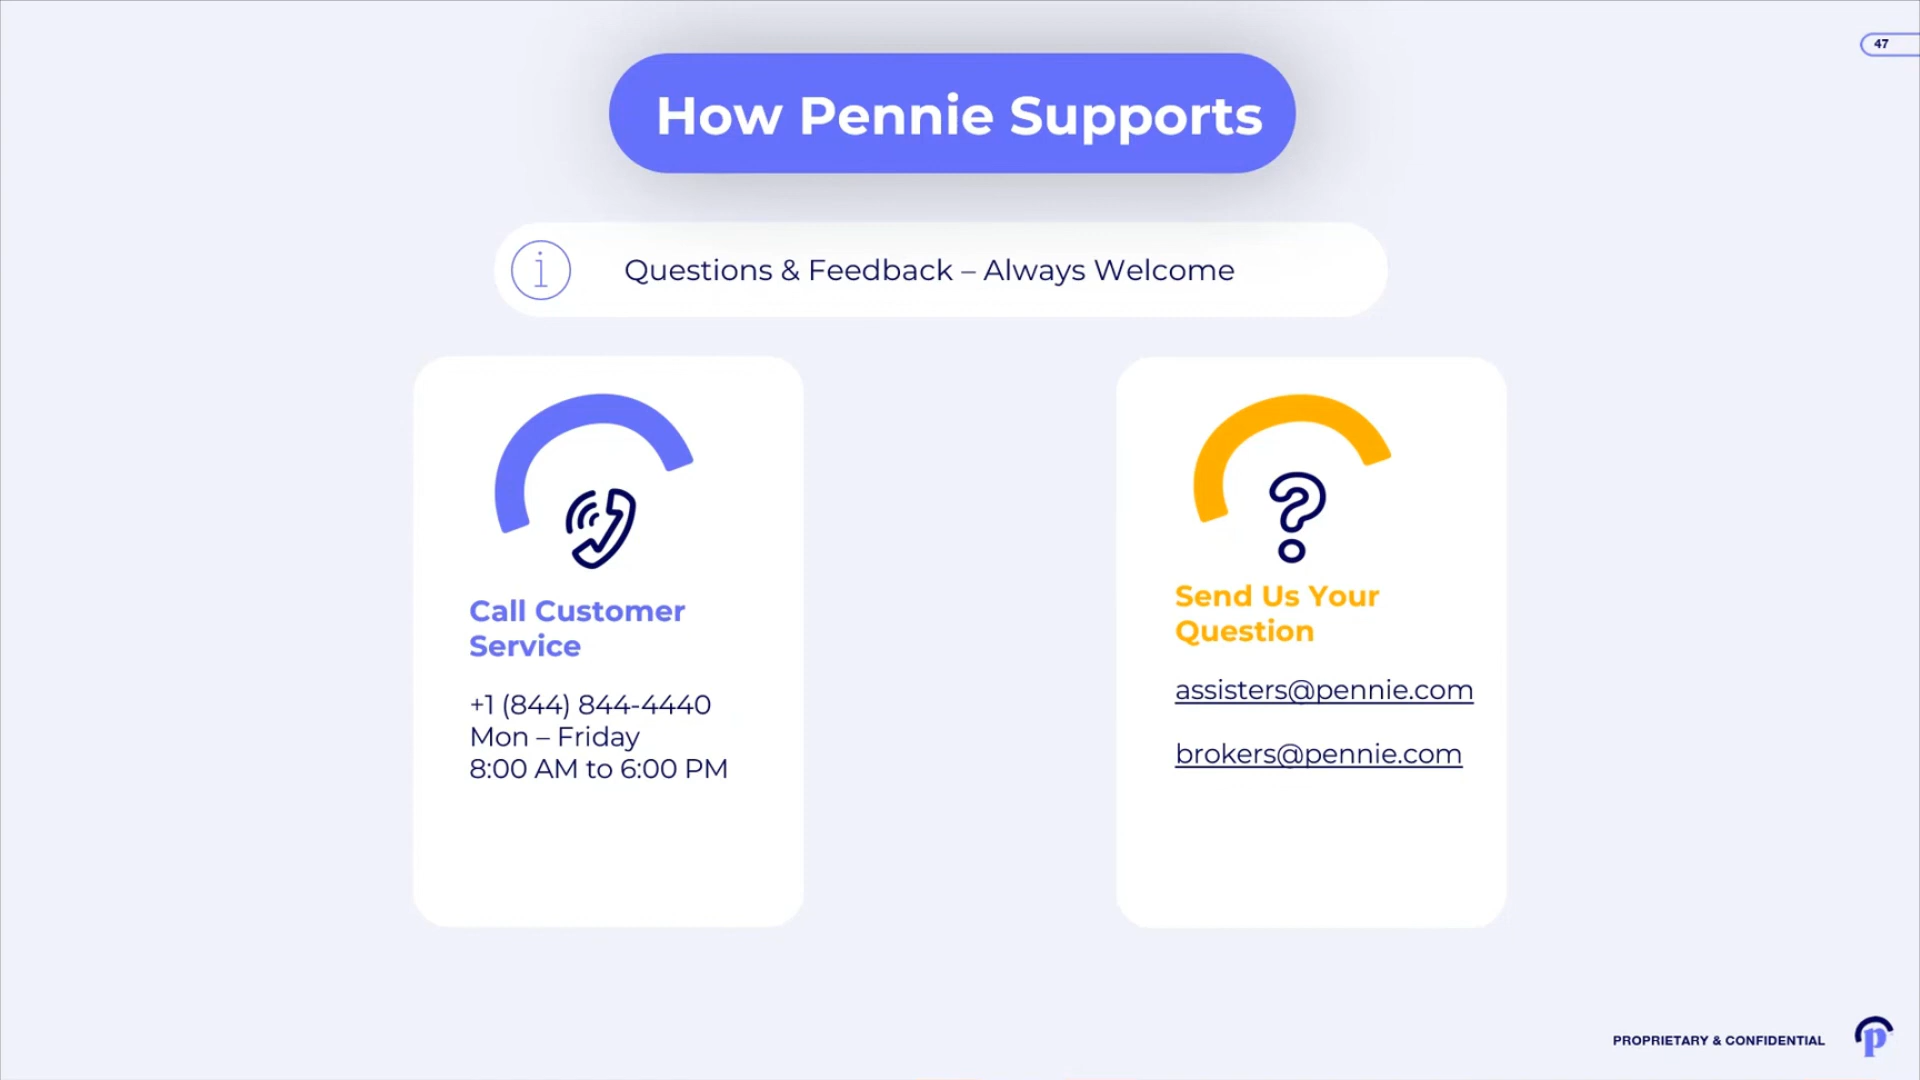 47
How Pennie Supports
i
Questions & Feedback – Always Welcome
Call Customer
Service
+1 (844) 844-4440
Mon – Friday
8:00 AM to 6:00 PM
Send Us Your
Question
assisters@pennie.com
brokers@pennie.com
PROPRIETARY & CONFIDENTIAL
p